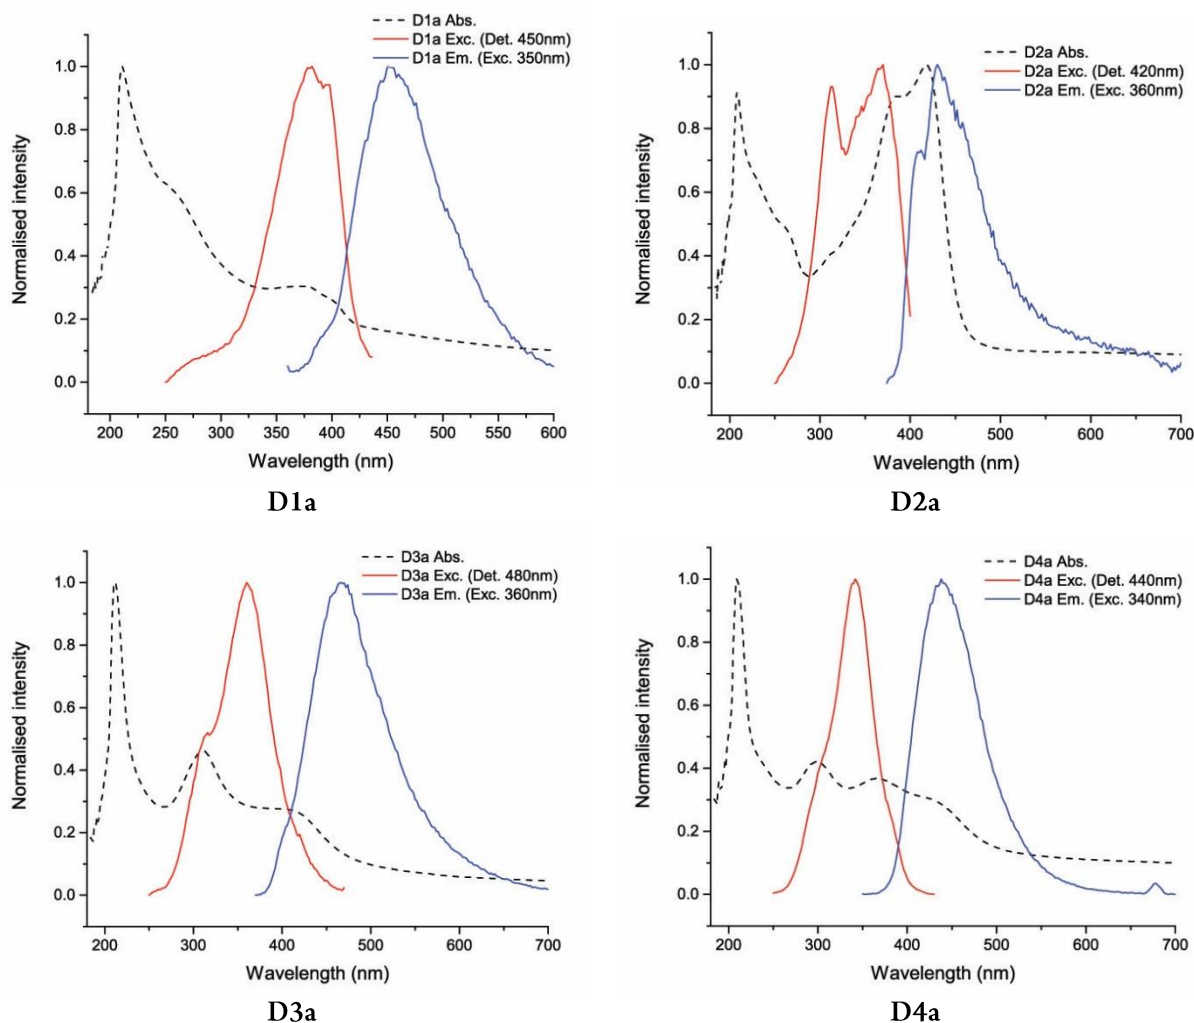 D1a Abs.
D1a Exc. (Det. 450nm)
D1a Em. (Exc. 350nm)
1.0
0.8
0.6
0.4
0.2
0.0
Normalised intensity
200 250 300 350 400 450 500 550 600
Wavelength (nm)
D1a
D2a Abs.
D2a Exc. (Det. 420nm)
D2a Em. (Exc. 360nm)
1.0
0.8
0.6
0.4
0.2
0.0
Normalised intensity
200 300 400 500 600 700
Wavelength (nm)
D2a
D3a Abs.
D3a Exc. (Det. 480nm)
D3a Em. (Exc. 360nm)
1.0
0.8
0.6
0.4
0.2
0.0
Normalised intensity
200 300 400 500 600 700
Wavelength (nm)
D3a
D4a Abs.
D4a Exc. (Det. 440nm)
D4a Em. (Exc. 340nm)
1.0
0.8
0.6
0.4
0.2
0.0
Normalised intensity
200 300 400 500 600 700
Wavelength (nm)
D4a